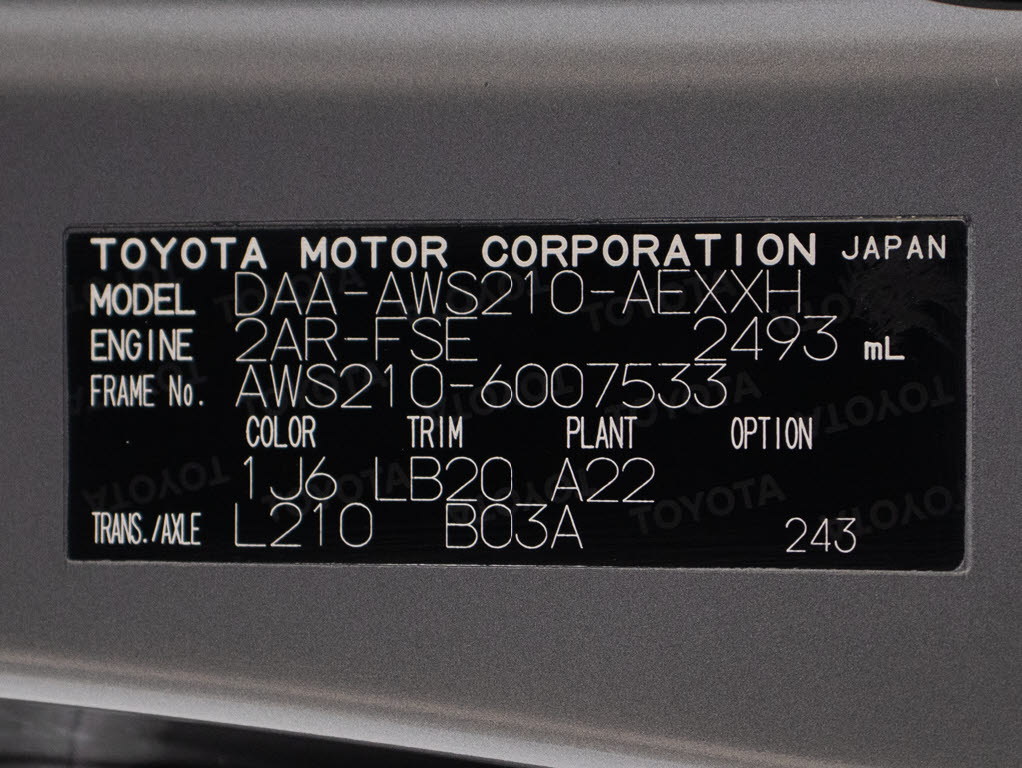 TOYOTA MOTOR CORPORATION JAPAN
MODEL DAA-AWS210-AEXXH
ENGINE 2AR-FSE 2493 mL
FRAME No. AWS210-6007533
COLOR TRIM PLANT OPTION
1J6 LB20 A22
TRANS./AXLE L210 B03A 243